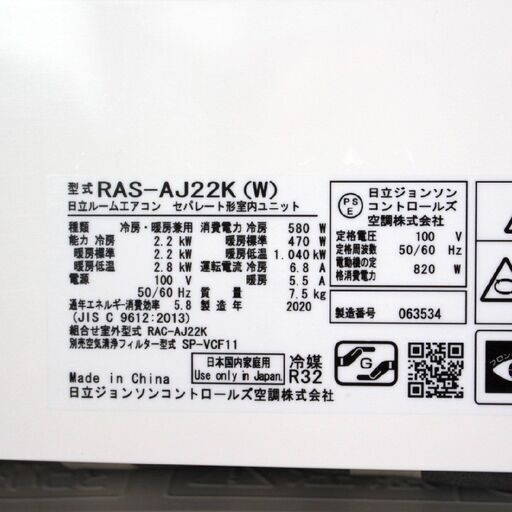 型式 RAS-AJ22K (W)
日立ルームエアコン セパレート形室内ユニット
種類 冷房・暖房兼用 消費電力 冷房 580 W
能力 冷房 2.2 kW 暖房標準 470 W
暖房標準 2.2 kW 暖房低温 1.040 kW
暖房低温 2.8 kW 運転電流 冷房 6.8 A
電源 100 V 暖房 5.5 A
50/60 Hz 質量 7.5 kg
通年エネルギー消費効率 5.8 製造年 2020
(JIS C 9612:2013)
組合せ室外型式 RAC-AJ22K
別売空気清浄フィルター型式 SP-VCF11
Made in China
日本国内家庭用
Use only in Japan
冷媒
R32
日立ジョンソンコントロールズ空調株式会社
PS
E
日立ジョンソン
コントロールズ
空調株式会社
定格電圧 100 V
定格周波数 50/60 Hz
電動機の定
格消費電力 820 W
製造番号 063534
G
フロン